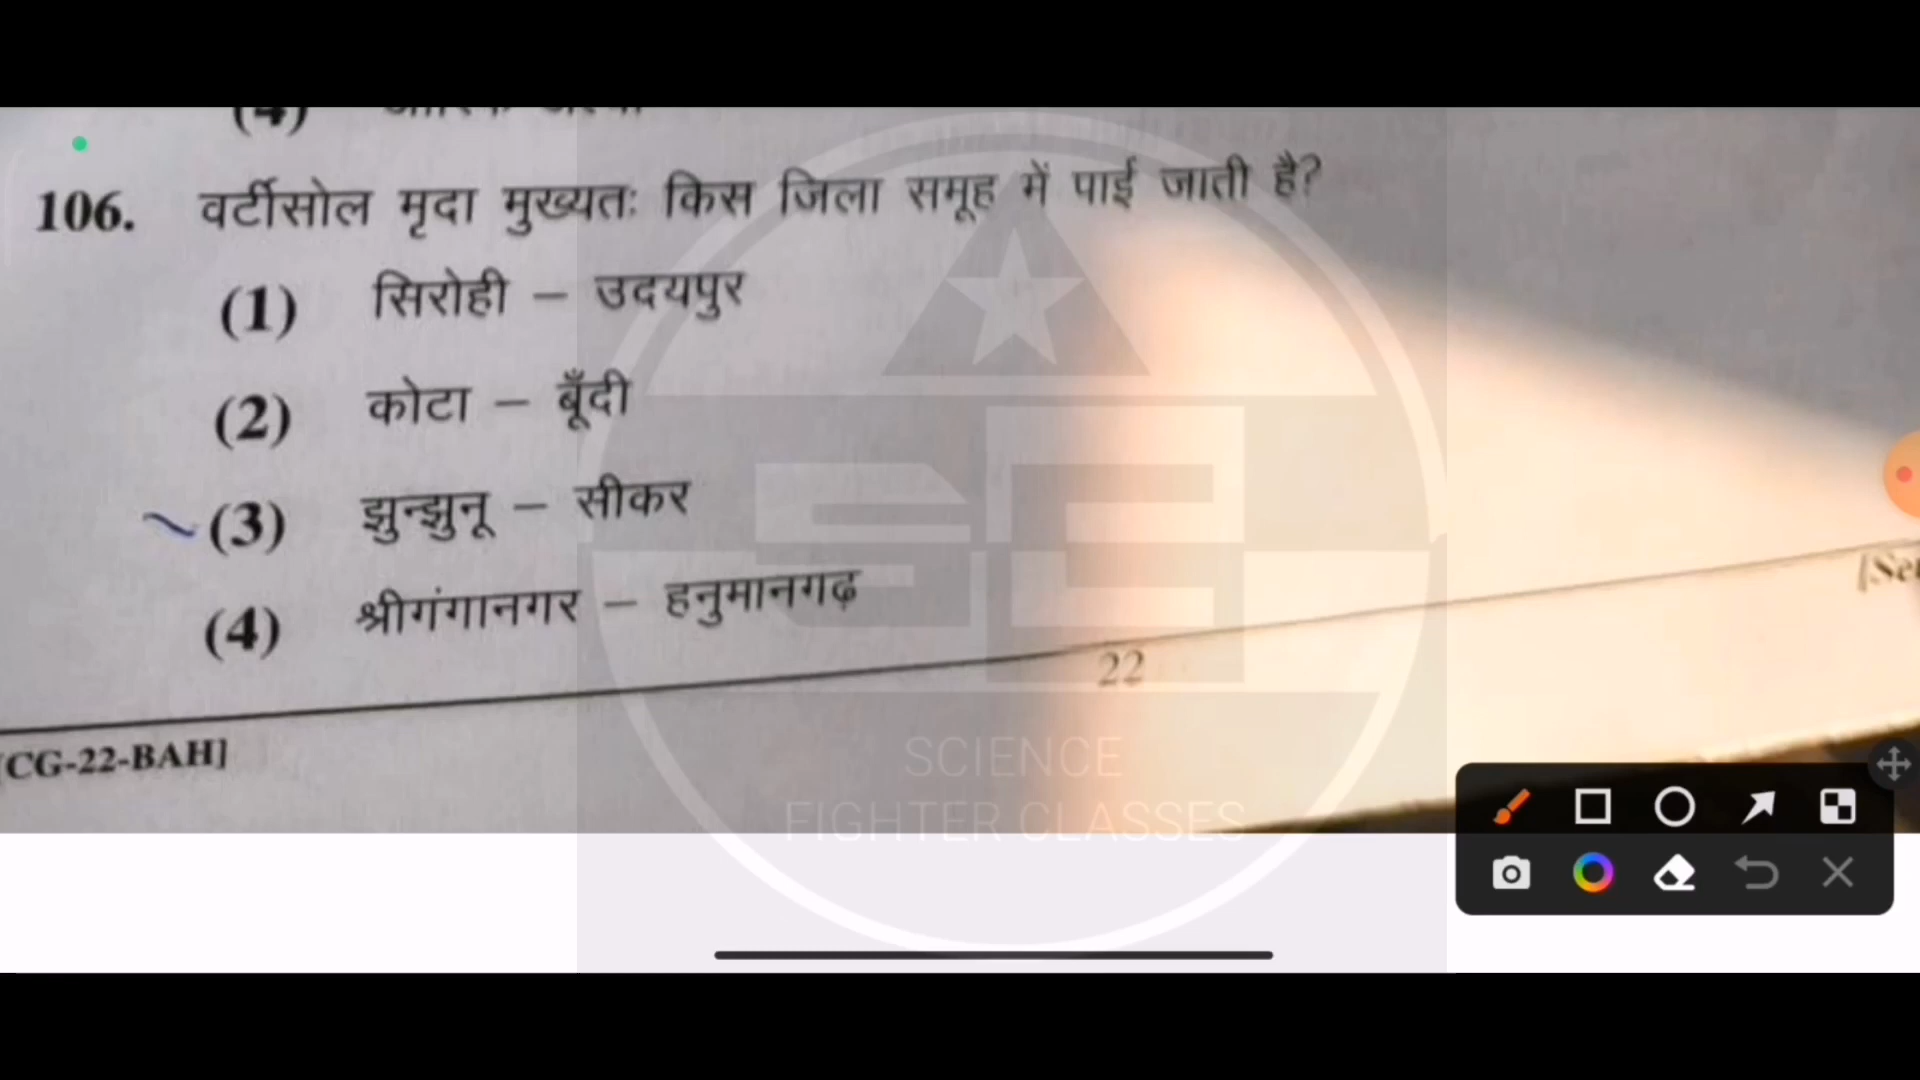 (4)
106. वर्टीसोल मृदा मुख्यतः किस जिला समूह में पाई जाती है?
(1) सिरोही – उदयपुर
(2) कोटा – बूँदी
(3) झुन्झुनू – सीकर
(4) श्रीगंगानगर – हनुमानगढ़
22
[CG-22-BAH]
SCIENCE
FIGHTER CLASSES